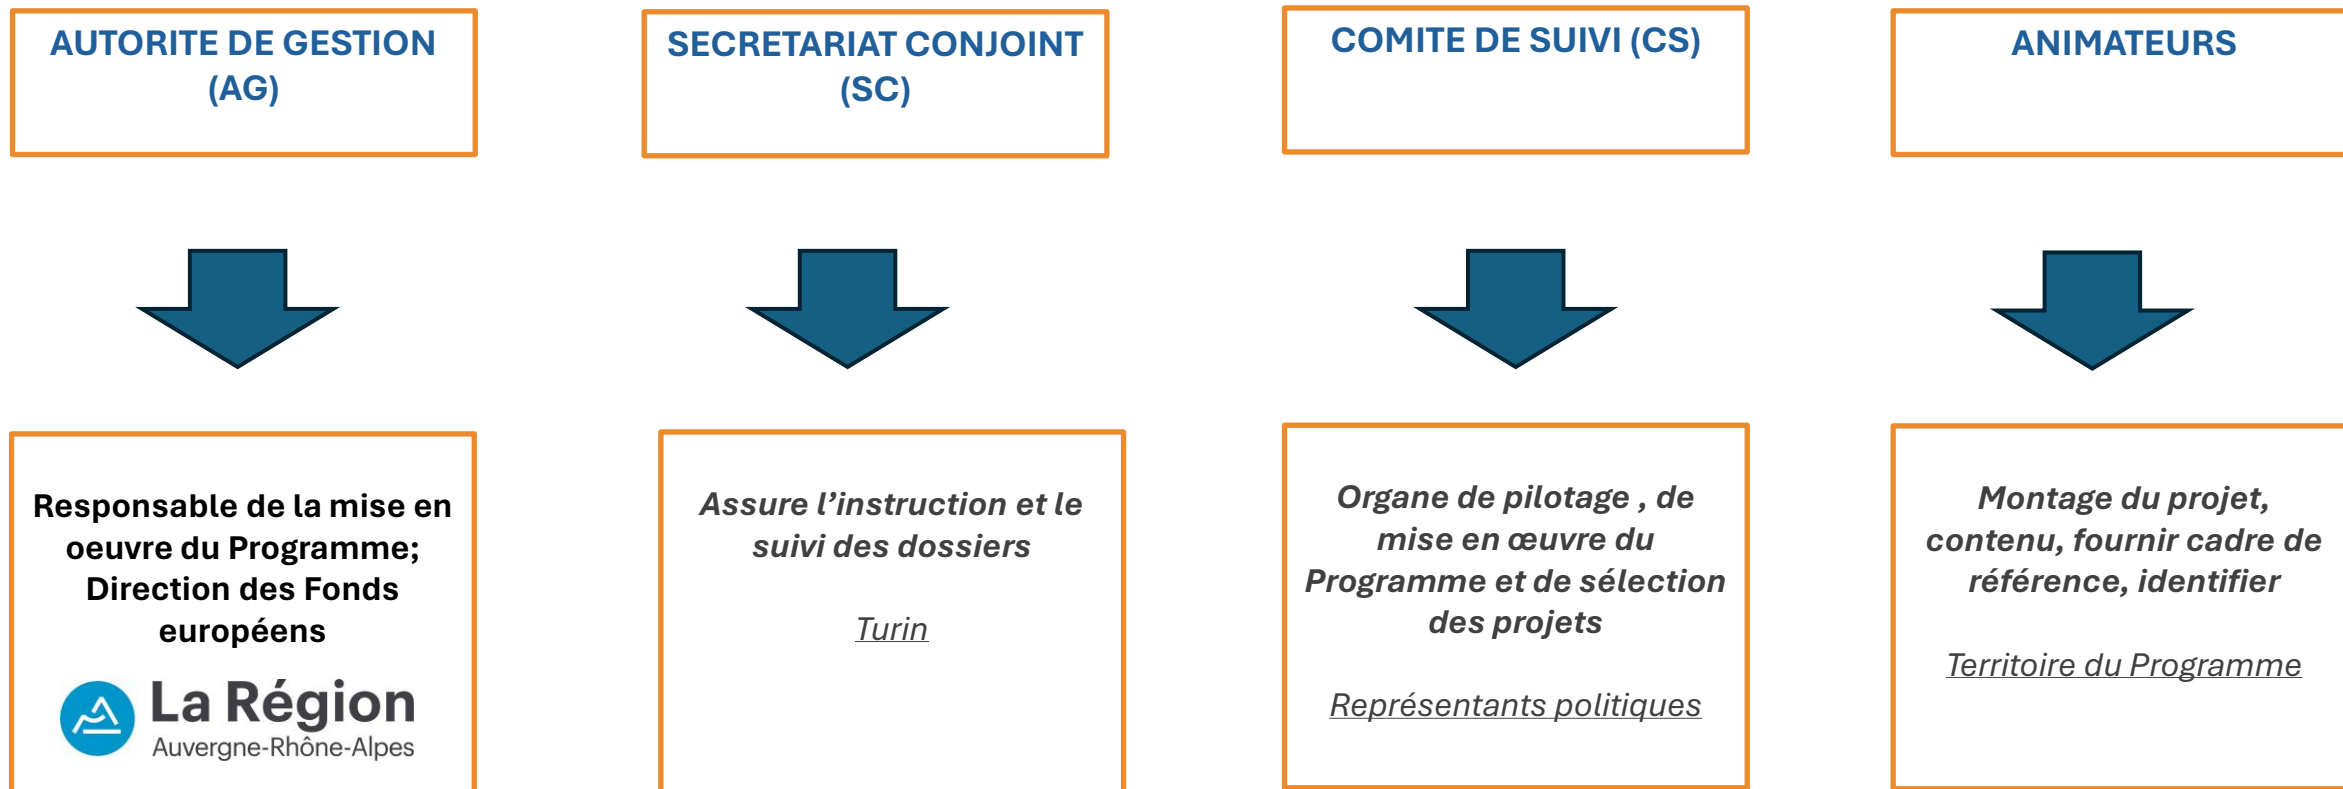 AUTORITE DE GESTION
(AG)
SECRETARIAT CONJOINT
(SC)
COMITE DE SUIVI (CS)
ANIMATEURS
Responsable de la mise en
oeuvre du Programme;
Direction des Fonds
européens
La Région
Auvergne-Rhône-Alpes
Assure l’instruction et le
suivi des dossiers
Turin
Organe de pilotage , de
mise en œuvre du
Programme et de sélection
des projets
Représentants politiques
Montage du projet,
contenu, fournir cadre de
référence, identifier
Territoire du Programme